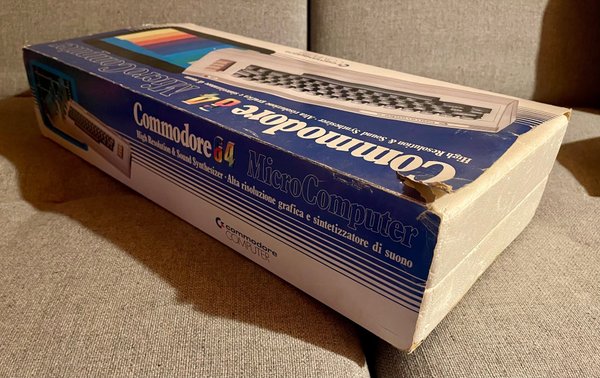 MicroComputer
Commodore 64
High Resolution & Sound Synthesizer · Alta risoluzione grafica e sintetizzatore di suono
Commodore 64 MicroComputer
High Resolution & Sound Synthesizer · Alta risoluzione grafica e sintetizzatore di suono
commodore
COMPUTER